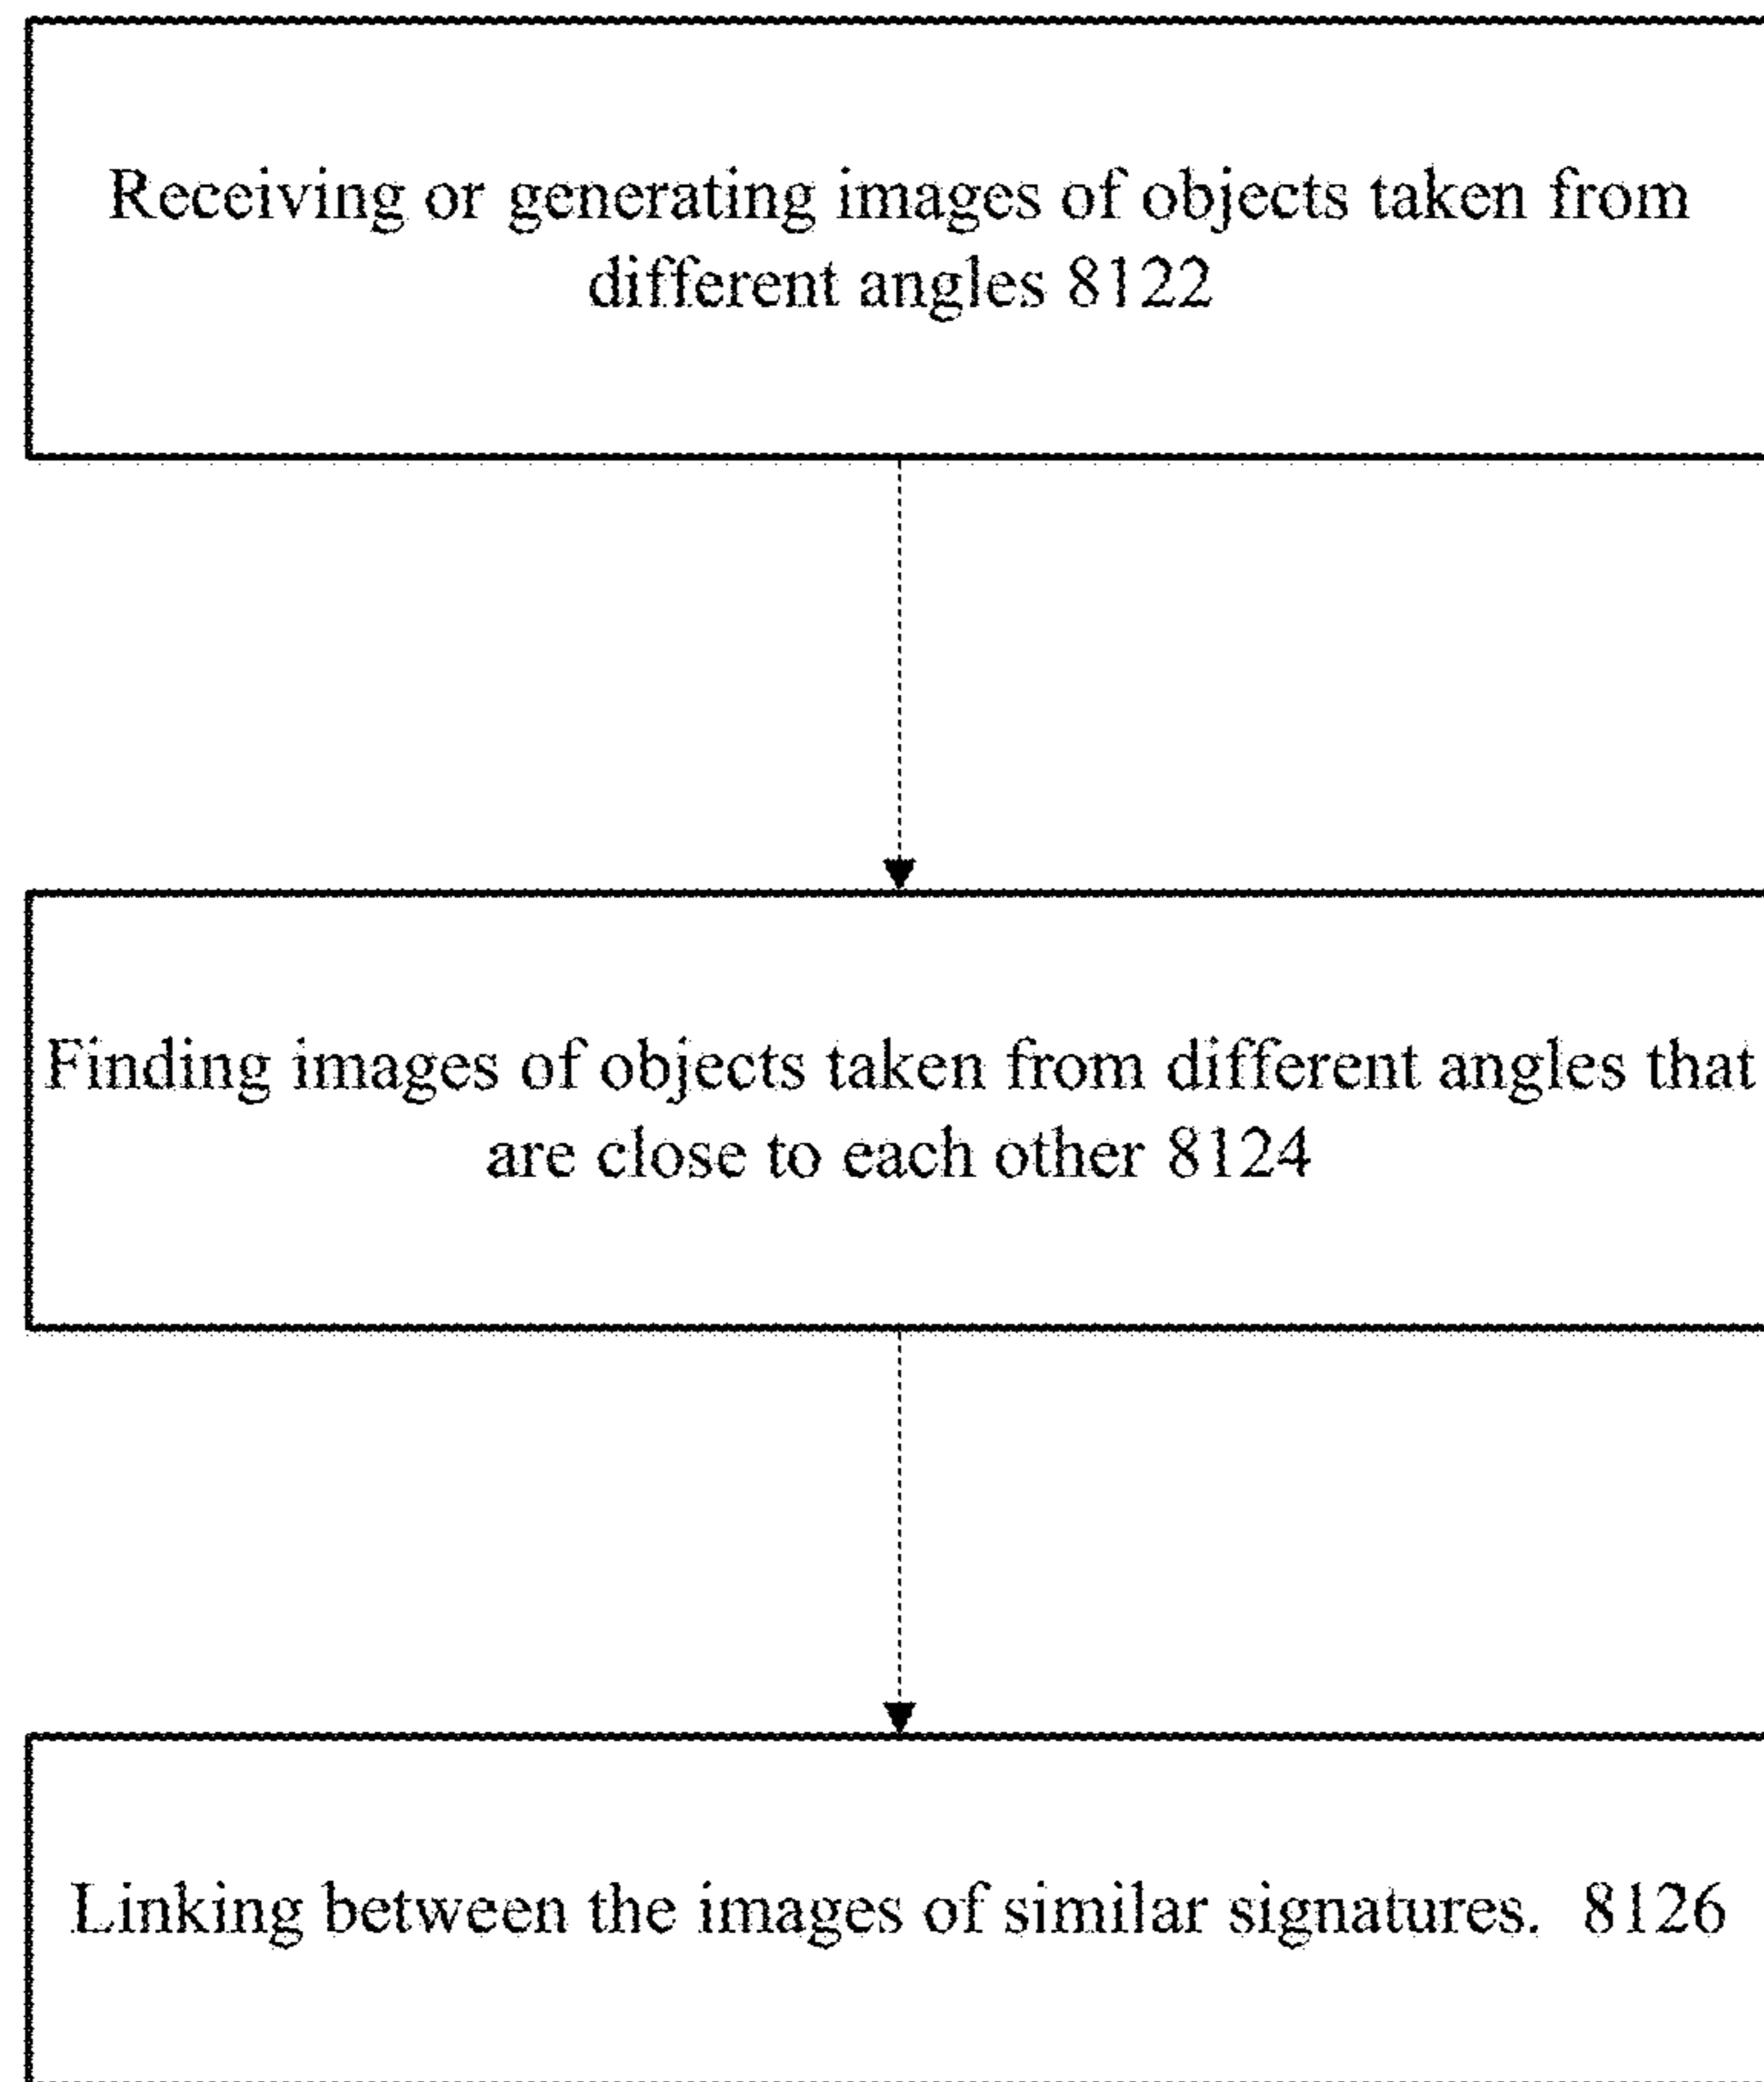 Receiving or generating images of objects taken from
different angles 8122
Finding images of objects taken from different angles that
are close to each other 8124
Linking between the images of similar signatures.  8126